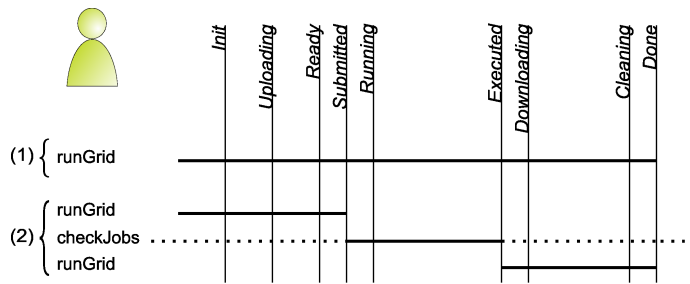 Init
Uploading
Ready
Submitted
Running
Executed
Downloading
Cleaning
Done
(1) { runGrid
runGrid
(2) { checkJobs
runGrid